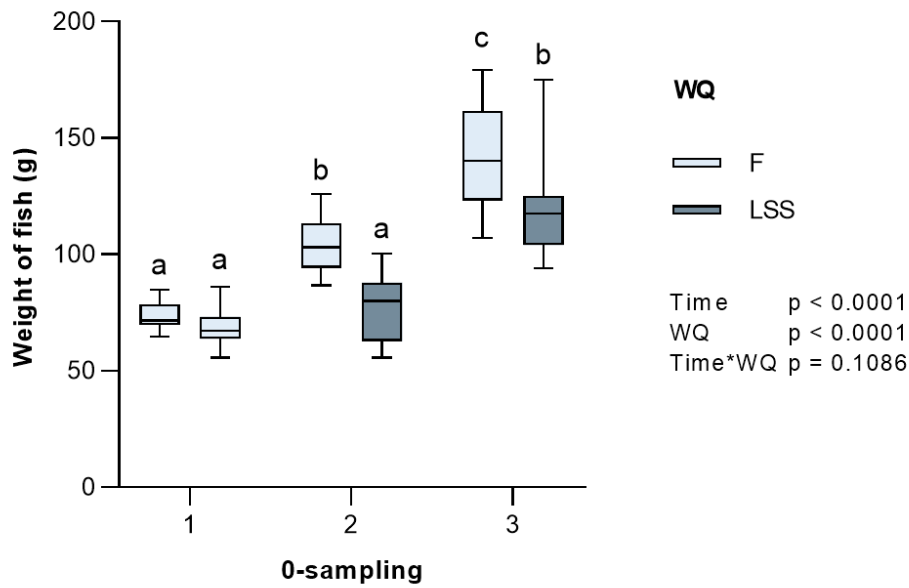 200
150
100
50
0
Weight of fish (g)
a
a
b
a
c
b
1
2
3
0-sampling
WQ
F
LSS
Time p < 0.0001
WQ p < 0.0001
Time*WQ p = 0.1086